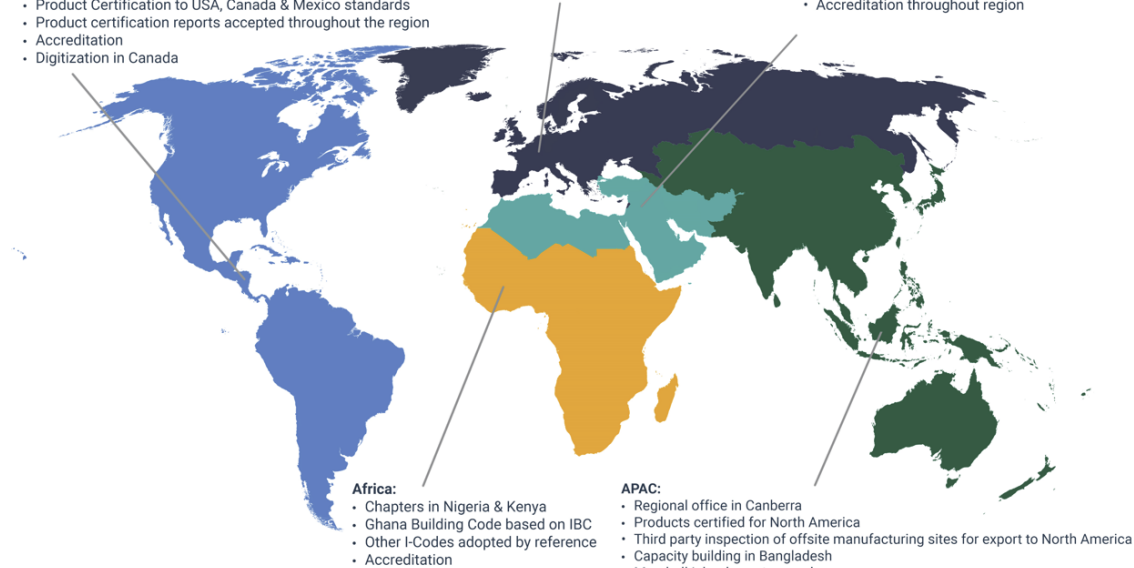 • Product Certification to USA, Canada & Mexico standards
• Product certification reports accepted throughout the region
• Accreditation
• Digitization in Canada
• Accreditation throughout region
Africa:
• Chapters in Nigeria & Kenya
• Ghana Building Code based on IBC
• Other I-Codes adopted by reference
• Accreditation
APAC:
• Regional office in Canberra
• Products certified for North America
• Third party inspection of offsite manufacturing sites for export to North America
• Capacity building in Bangladesh